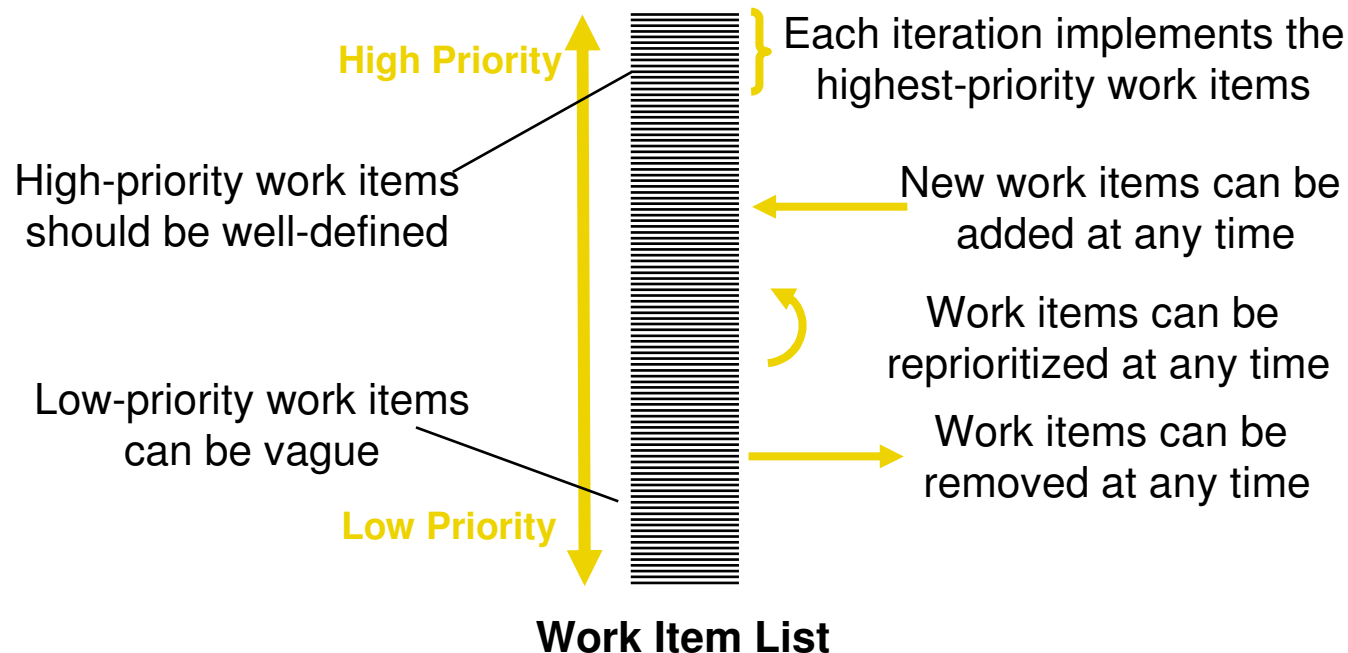 High Priority
Each iteration implements the
highest-priority work items
High-priority work items
should be well-defined
New work items can be
added at any time
Work items can be
reprioritized at any time
Low-priority work items
can be vague
Work items can be
removed at any time
Low Priority
Work Item List